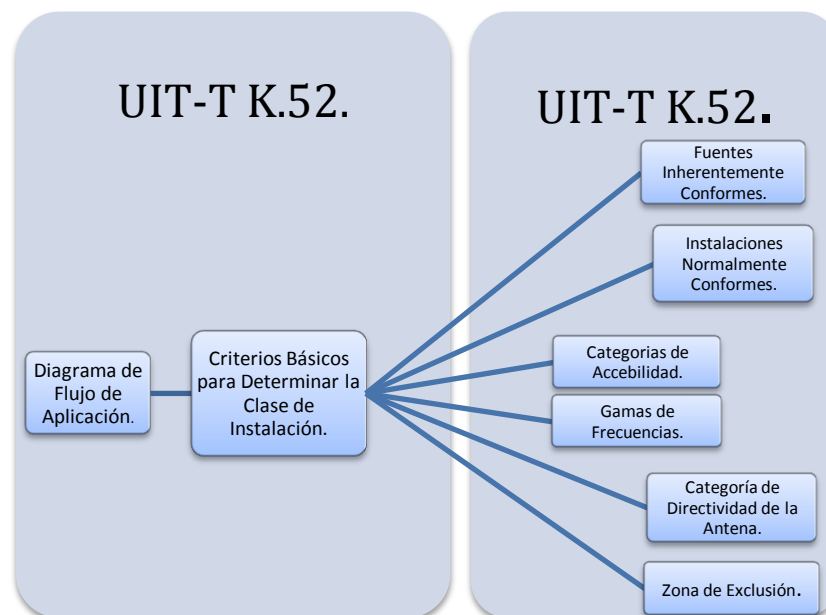 UIT-T K.52.
UIT-T K.52.
Diagrama de
Flujo de
Aplicación.
Criterios Básicos
para Determinar la
Clase de
Instalación.
Fuentes
Inherentemente
Conformes.
Instalaciones
Normalmente
Conformes.
Categorias de
Accebilidad.
Gamas de
Frecuencias.
Categoría de
Directividad de la
Antena.
Zona de Exclusión.